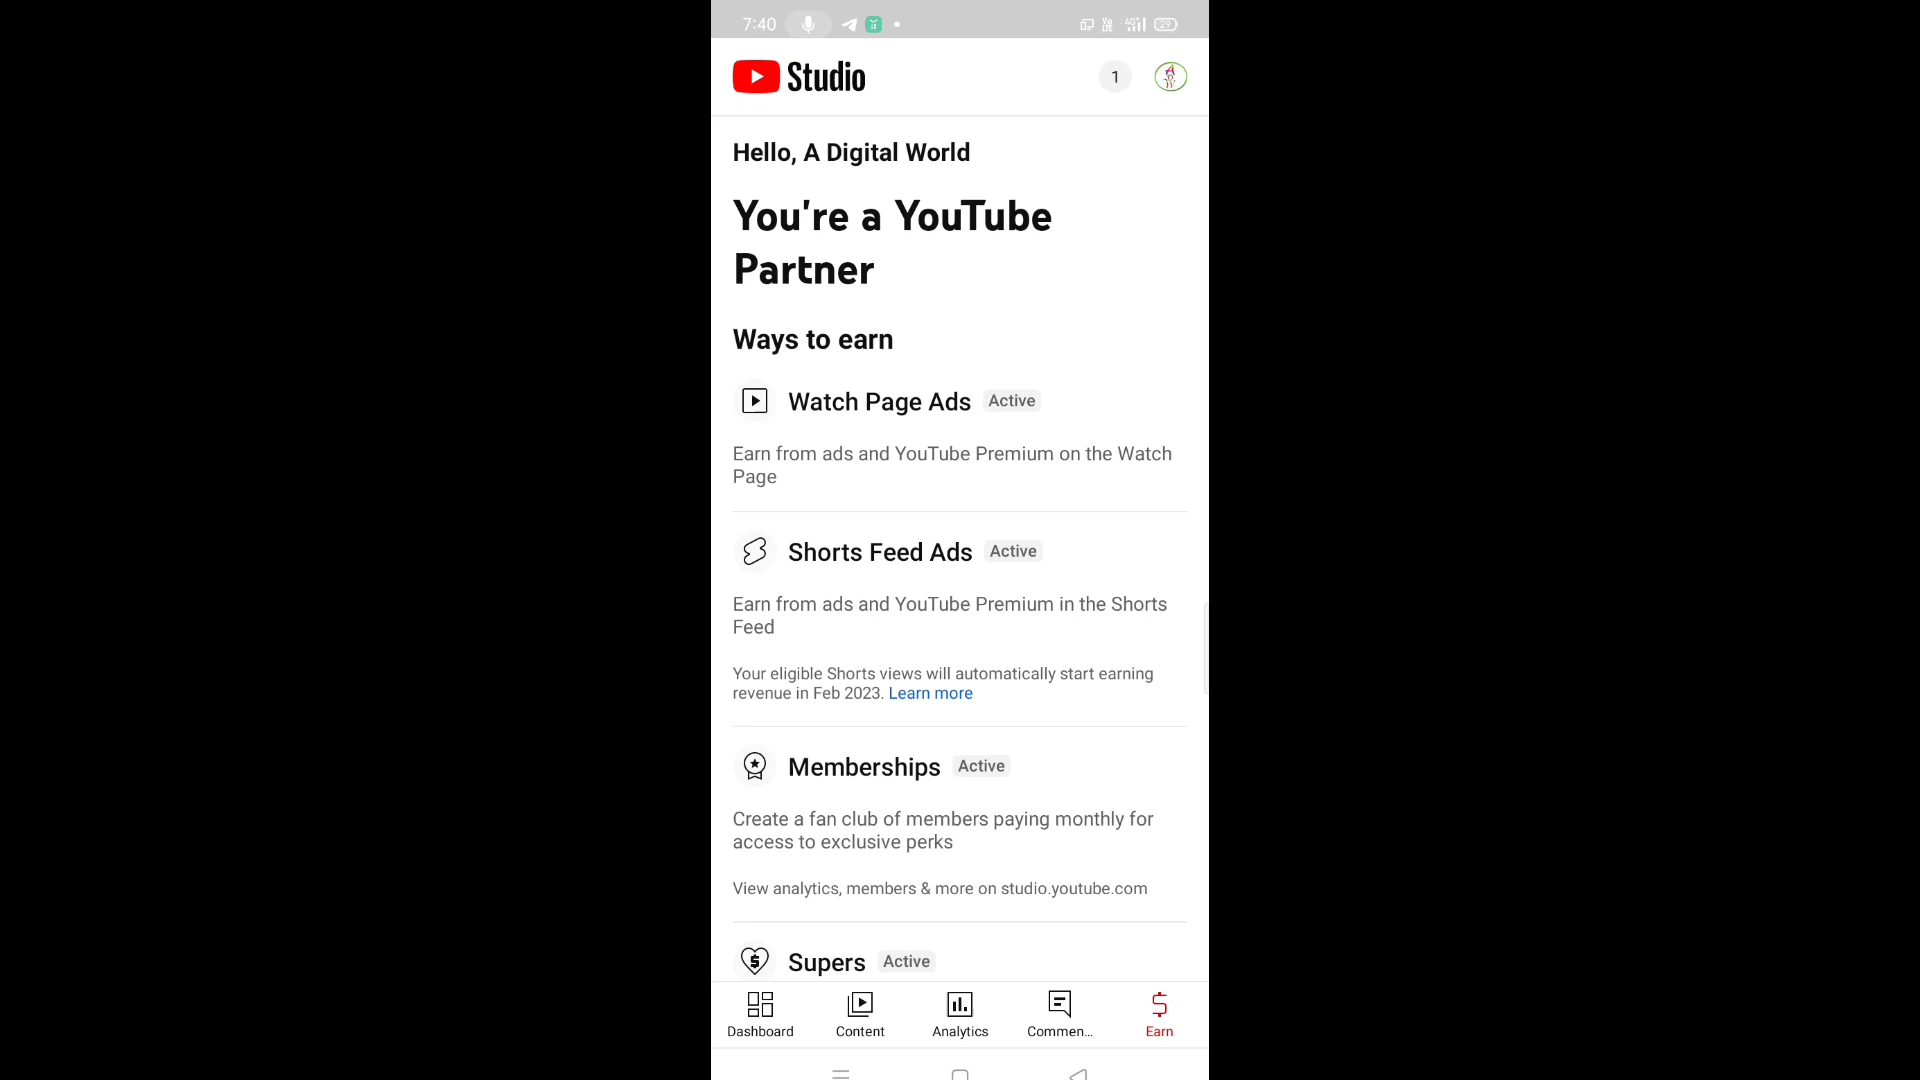 7:40
4G+
29
Studio
1
Hello, A Digital World
You're a YouTube
Partner
Ways to earn
Watch Page Ads Active
Earn from ads and YouTube Premium on the Watch
Page
Shorts Feed Ads Active
Earn from ads and YouTube Premium in the Shorts
Feed
Your eligible Shorts views will automatically start earning
revenue in Feb 2023. Learn more
Memberships Active
Create a fan club of members paying monthly for
access to exclusive perks
View analytics, members & more on studio.youtube.com
Supers Active
Dashboard Content Analytics Commen... Earn